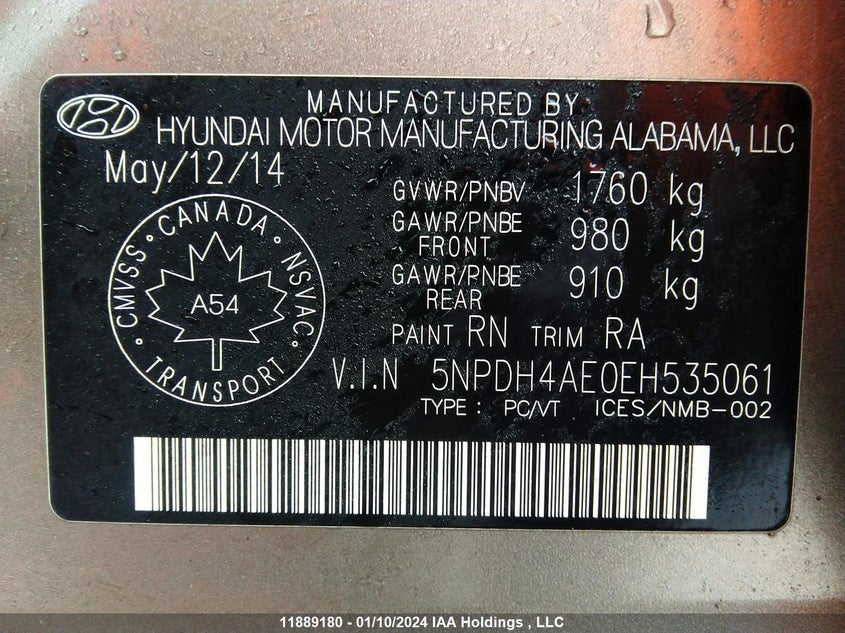 MANUFACTURED BY
HYUNDAI MOTOR MANUFACTURING ALABAMA, LLC
May/12/14
GVWR/PNBV 1760 kg
GAWR/PNBE FRONT 980 kg
GAWR/PNBE REAR 910 kg
CMVSS • CANADA • NSVAC • TRANSPORT •
A54
PAINT RN TRIM RA
V.I.N 5NPDH4AE0EH535061
TYPE : PC/VT ICES/NMB-002
11889180 - 01/10/2024 IAA Holdings , LLC